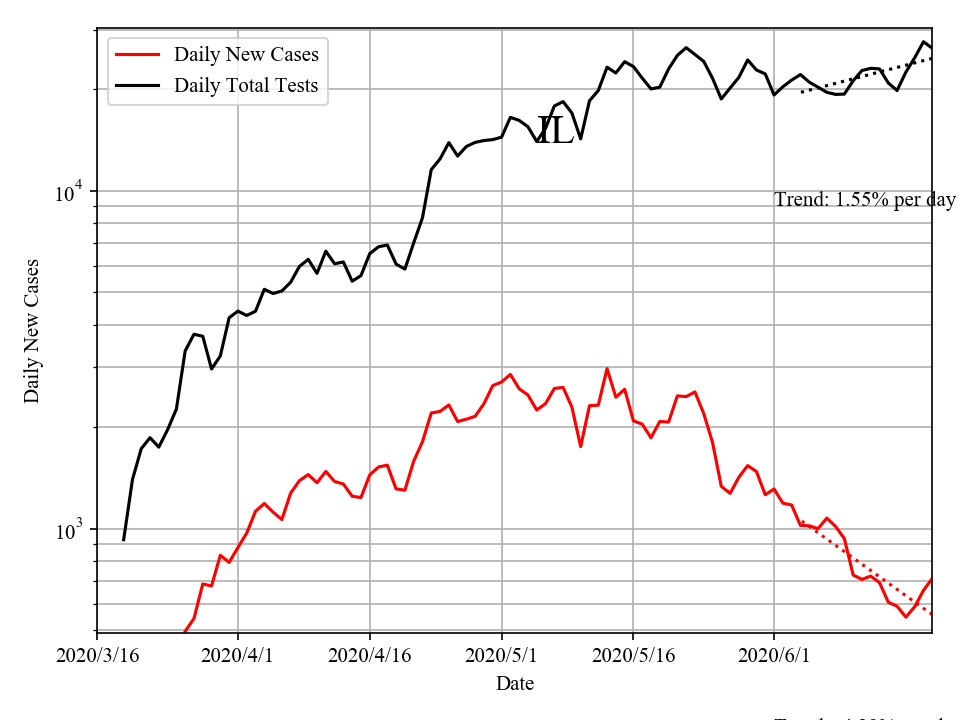 Daily New Cases
Daily Total Tests
IL
10^4
Trend: 1.55% per day
Daily New Cases
10^3
2020/3/16 2020/4/1 2020/4/16 2020/5/1 2020/5/16 2020/6/1
Date